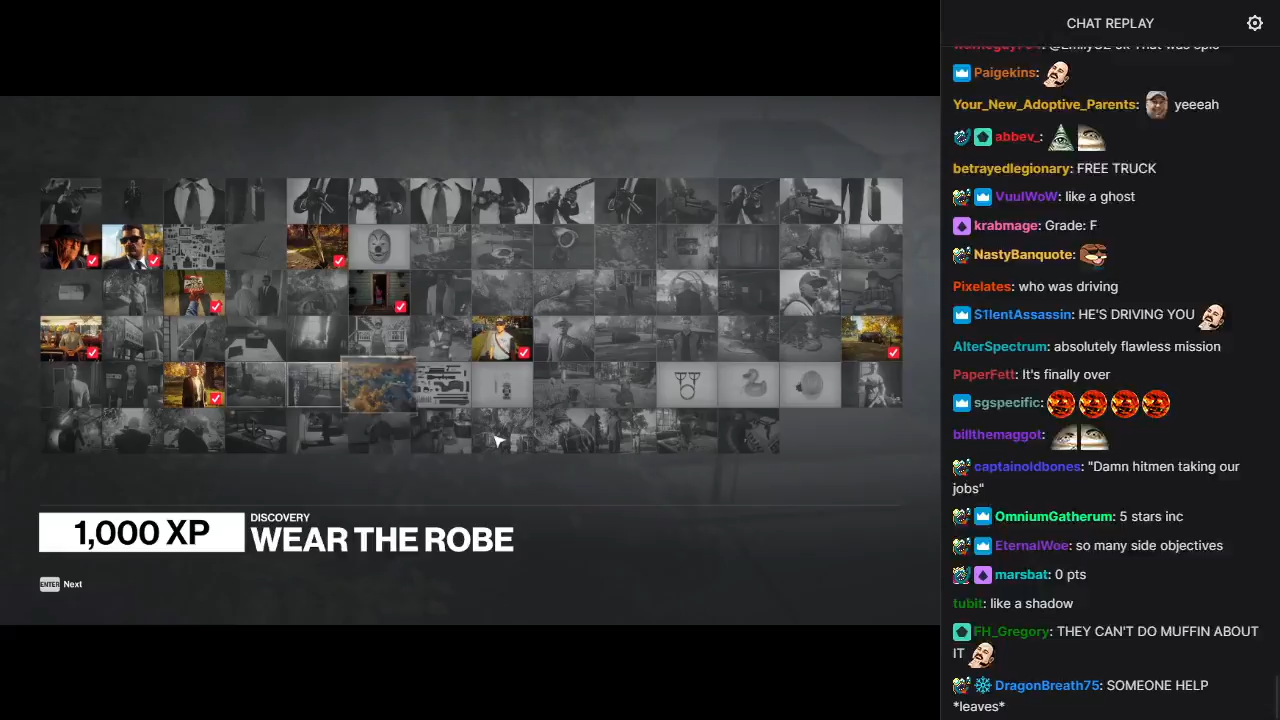 CHAT REPLAY
Paigekins:
Your_New_Adoptive_Parents: yeeeah
abbev_:
betrayedlegionary: FREE TRUCK
VuulWoW: like a ghost
krabmage: Grade: F
NastyBanquote:
Pixelates: who was driving
S1lentAssassin: HE'S DRIVING YOU
AlterSpectrum: absolutely flawless mission
PaperFett: It's finally over
sgspecific:
billthemaggot:
captainoldbones: "Damn hitmen taking our
jobs"
OmniumGatherum: 5 stars inc
EternalWoe: so many side objectives
marsbat: 0 pts
tubit: like a shadow
FH_Gregory: THEY CAN'T DO MUFFIN ABOUT
IT
DragonBreath75: SOMEONE HELP
*leaves*
1,000 XP
DISCOVERY
WEAR THE ROBE
ENTER Next